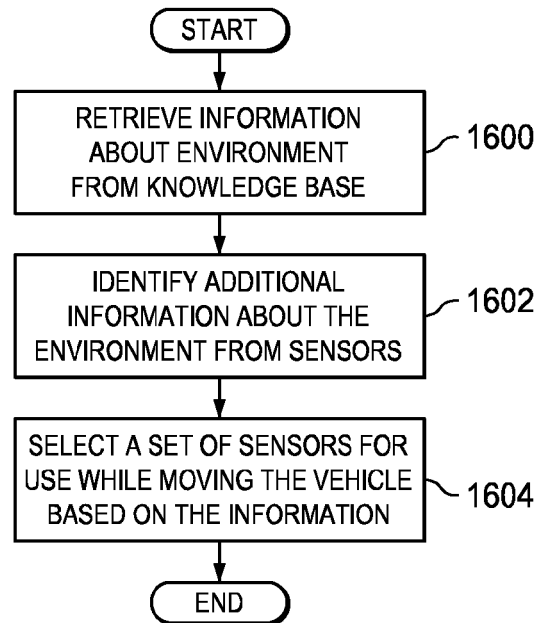 START
RETRIEVE INFORMATION
ABOUT ENVIRONMENT
FROM KNOWLEDGE BASE
1600
IDENTIFY ADDITIONAL
INFORMATION ABOUT THE
ENVIRONMENT FROM SENSORS
1602
SELECT A SET OF SENSORS FOR
USE WHILE MOVING THE VEHICLE
BASED ON THE INFORMATION
1604
END